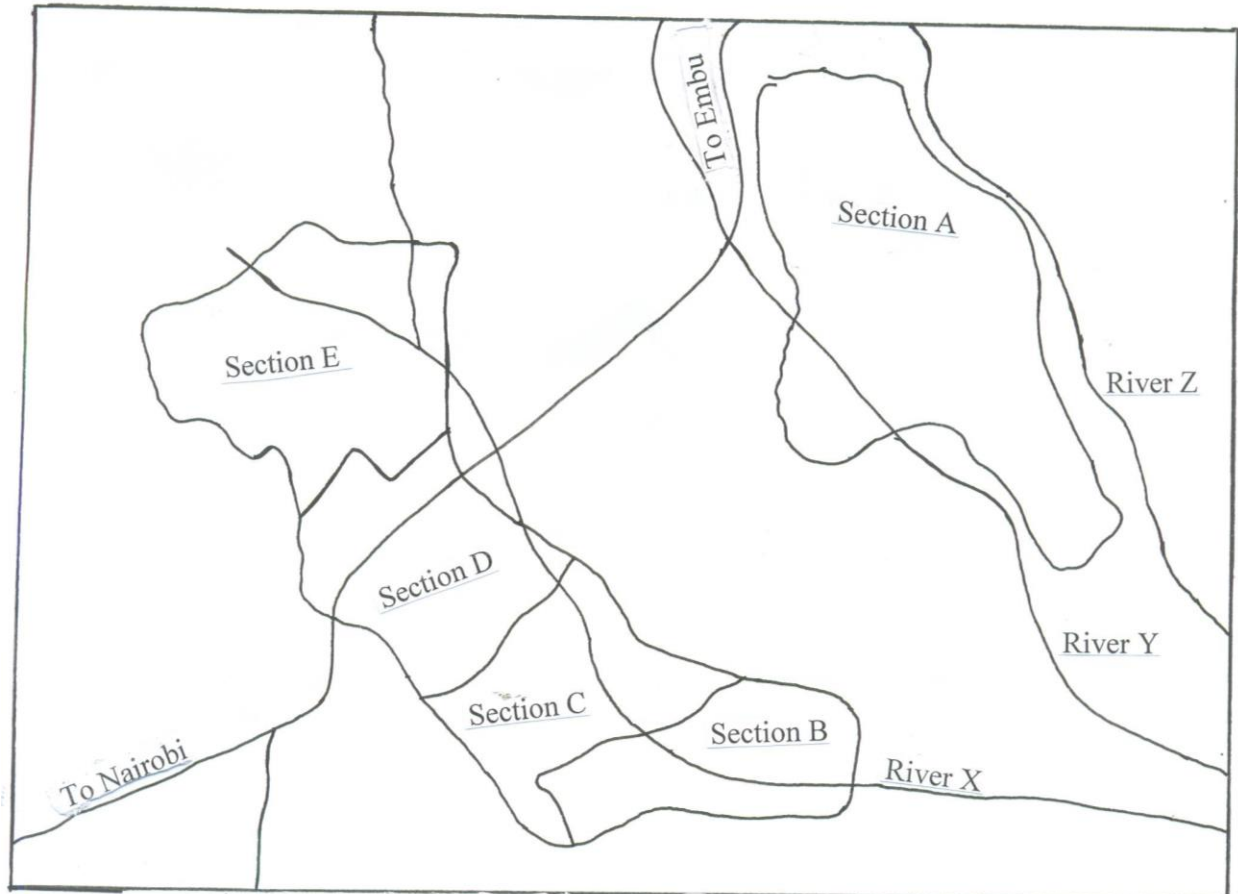 To Embu
Section A
Section E
River Z
Section D
River Y
Section C
Section B
To Nairobi
River X